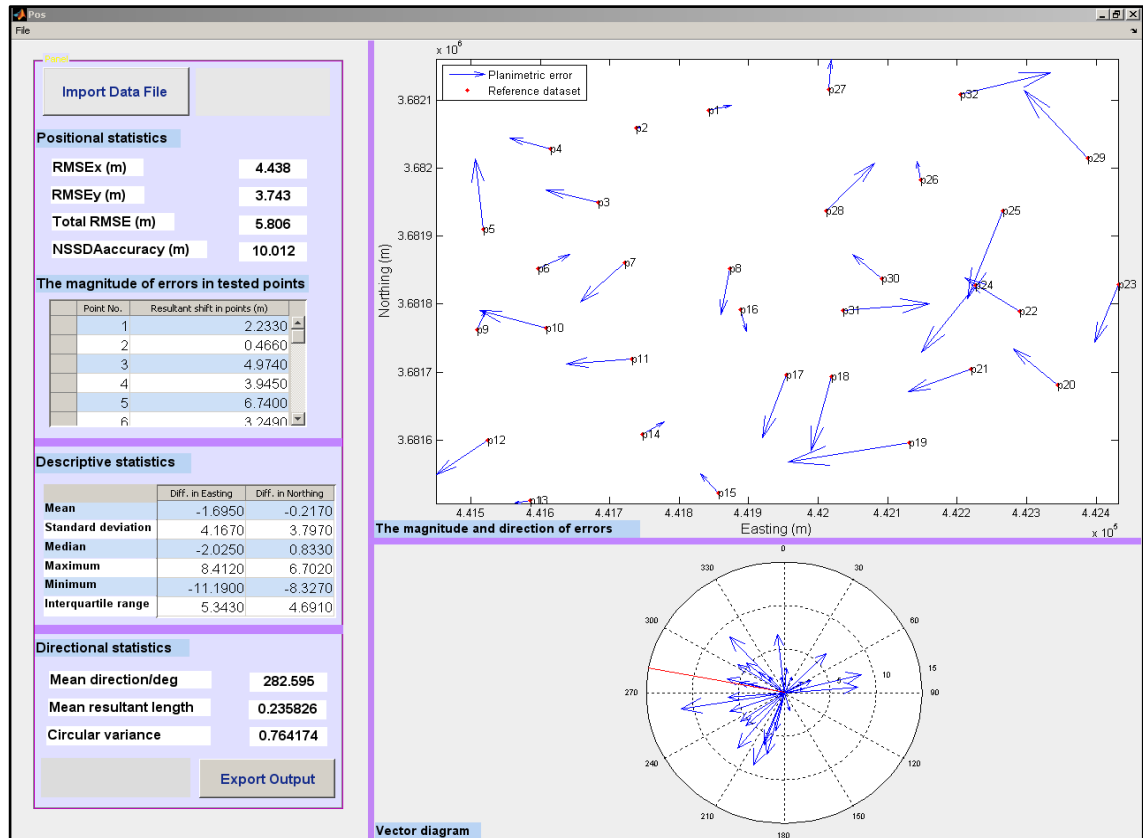 Pos
File
Import Data File
Positional statistics
RMSEx (m) 4.438
RMSEy (m) 3.743
Total RMSE (m) 5.806
NSSDAaccuracy (m) 10.012
The magnitude of errors in tested points
Point No. Resultant shift in points (m)
1 2.2330
2 0.4660
3 4.9740
4 3.9450
5 6.7400
6 3.2490
Descriptive statistics
Diff. in Easting Diff. in Northing
Mean -1.6950 -0.2170
Standard deviation 4.1670 3.7970
Median -2.0250 0.8330
Maximum 8.4120 6.7020
Minimum -11.1900 -8.3270
Interquartile range 5.3430 4.6910
Directional statistics
Mean direction/deg 282.595
Mean resultant length 0.235826
Circular variance 0.764174
Export Output
x 10⁶
Planimetric error
Reference dataset
3.6821
3.682
3.6819
3.6818
3.6817
3.6816
Northing (m)
p27
p32
p1
p2
p4
p29
p26
p3
p28
p25
p5
p6
p7
p8
p30
p24
p23
p16
p31
p22
p9
p10
p11
p17
p18
p21
p20
p14
p12
p19
p15
p13
4.415 4.416 4.417 4.418 4.419 4.42 4.421 4.422 4.423 4.424
Easting (m)
x 10⁵
The magnitude and direction of errors
0
330 30
300 60
15
10
5
270 90
240 120
210 150
180
Vector diagram